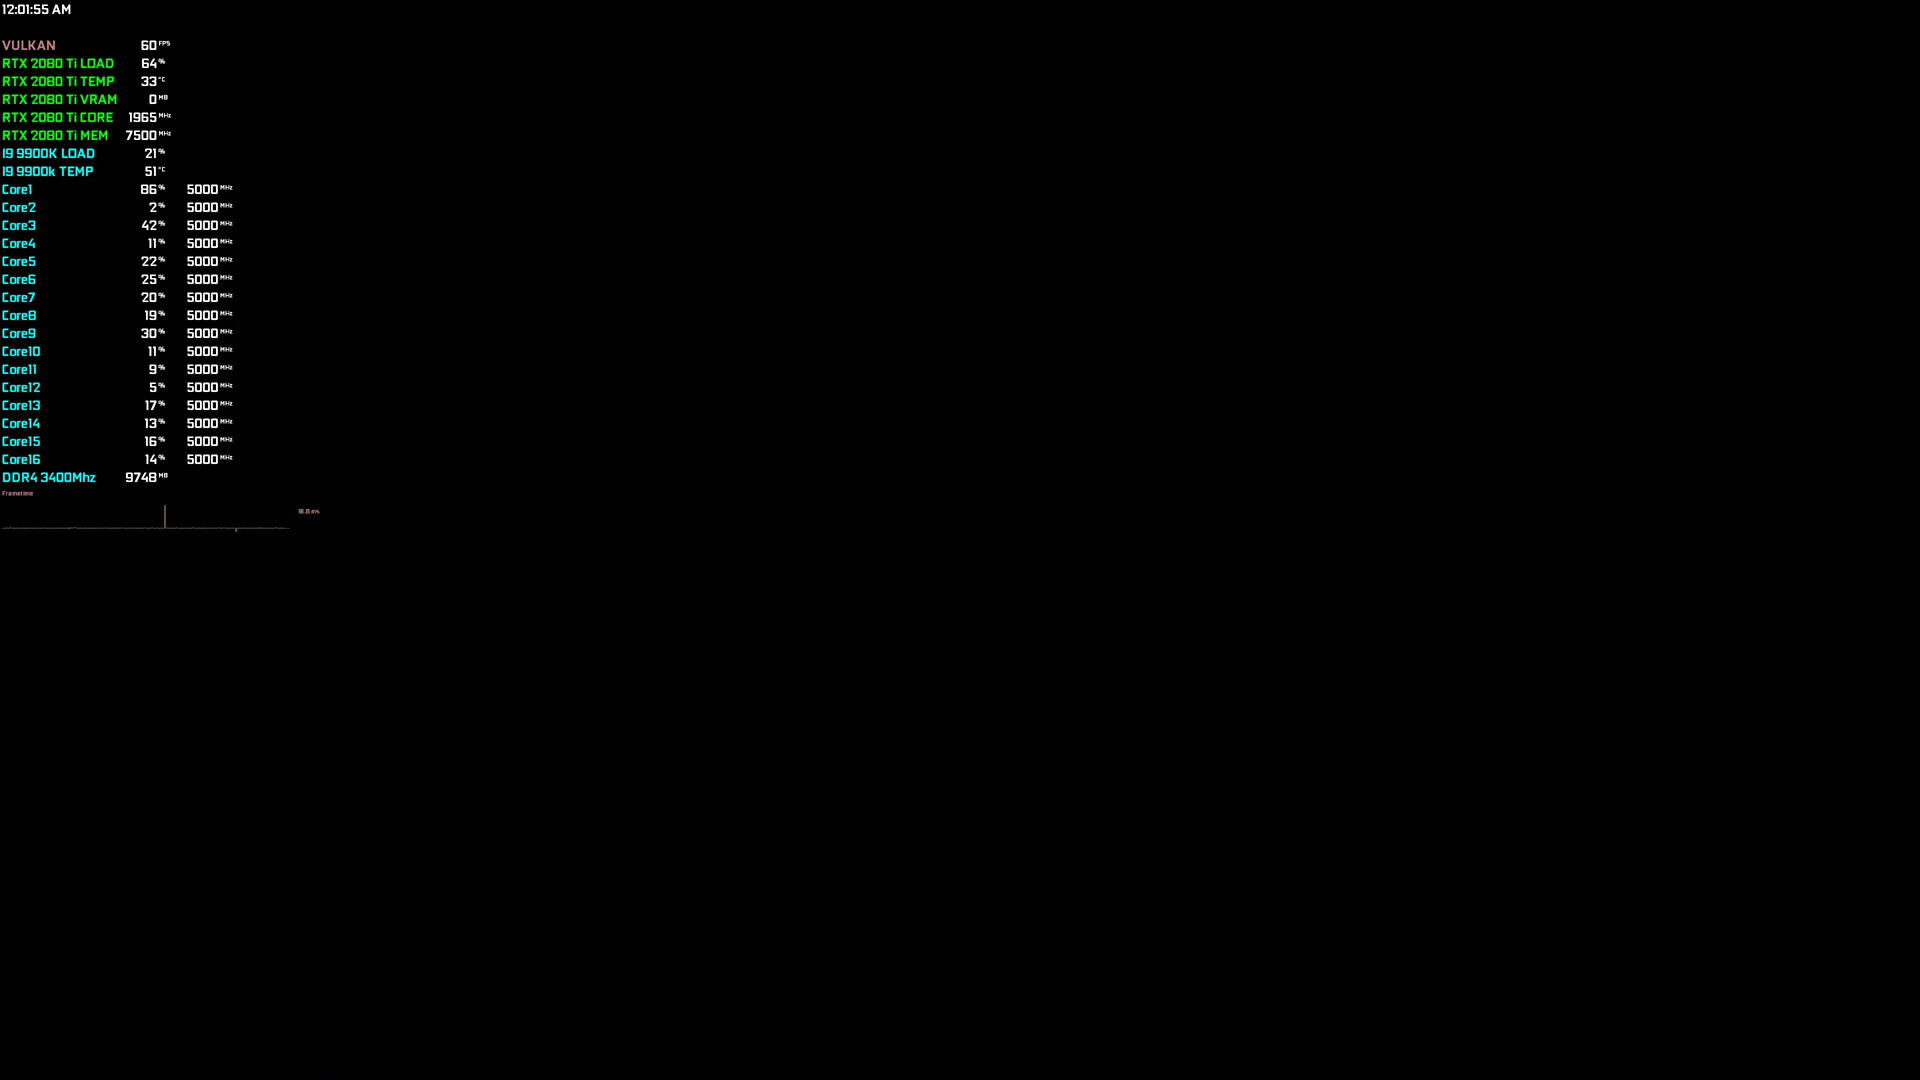 12:01:55 AM
VULKAN 60 FPS
RTX 2080 Ti LOAD 64 %
RTX 2080 Ti TEMP 33 °C
RTX 2080 Ti VRAM 0 MB
RTX 2080 Ti CORE 1965 MHz
RTX 2080 Ti MEM 7500 MHz
I9 9900K LOAD 21 %
I9 9900k TEMP 51 °C
Core1 86 % 5000 MHz
Core2 2 % 5000 MHz
Core3 42 % 5000 MHz
Core4 11 % 5000 MHz
Core5 22 % 5000 MHz
Core6 25 % 5000 MHz
Core7 20 % 5000 MHz
Core8 19 % 5000 MHz
Core9 30 % 5000 MHz
Core10 11 % 5000 MHz
Core11 9 % 5000 MHz
Core12 5 % 5000 MHz
Core13 17 % 5000 MHz
Core14 13 % 5000 MHz
Core15 16 % 5000 MHz
Core16 14 % 5000 MHz
DDR4 3400Mhz 9748 MB
Frametime
ms